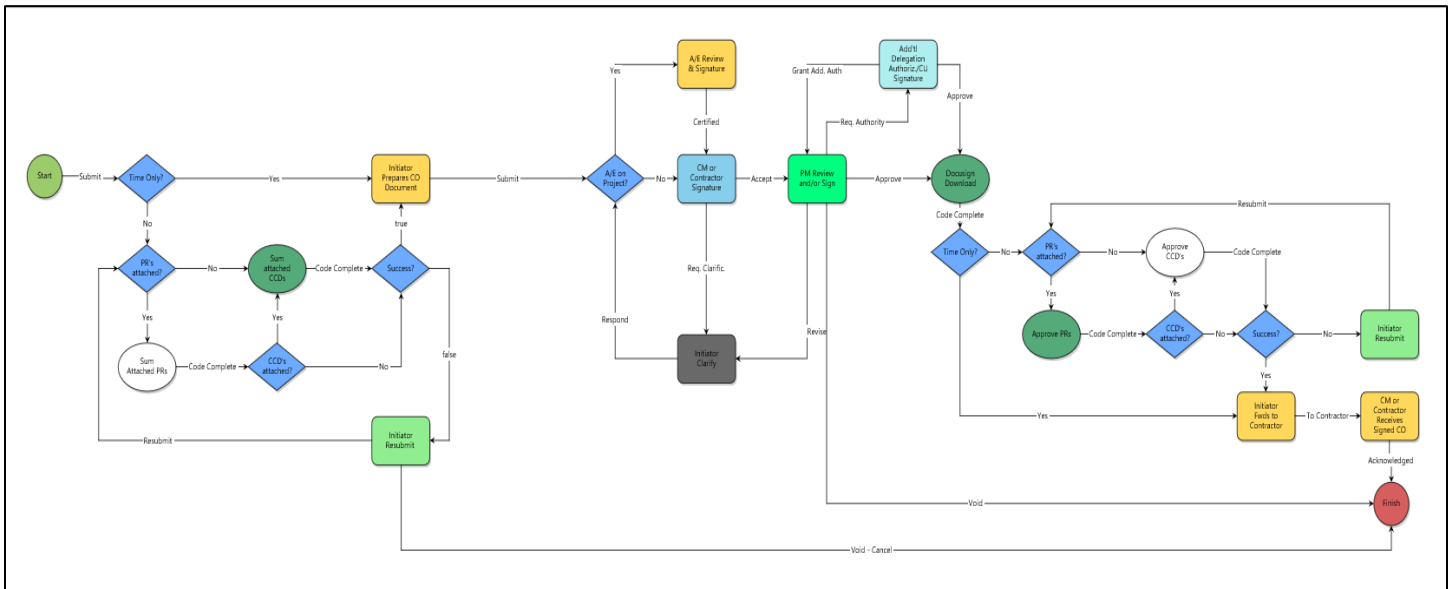 A/E Review
& Signature
Add'tl
Delegation
Authoriz./CU
Signature
Yes
Grant Add. Auth
Approve
Certified
Req. Authority
Start
Submit
Time Only?
Yes
Initiator
Prepares CO
Document
Submit
A/E on
Project?
No
CM or
Contractor
Signature
Accept
PM Review
and/or Sign
Approve
Docusign
Download
No
true
Code Complete
Resubmit
PR's
attached?
No
Sum
attached
CCDs
Code Complete
Success?
Req. Clarific.
Time Only?
No
PR's
attached?
No
Approve
CCD's
Code Complete
Yes
Yes
Respond
Revise
Yes
Yes
Approve PRs
Code Complete
CCD's
attached?
No
Success?
No
Initiator
Resubmit
Sum
Attached PRs
Code Complete
CCD's
attached?
No
false
Initiator
Clarify
Yes
Yes
Initiator
Fwds to
Contractor
To Contractor
CM or
Contractor
Receives
Signed CO
Resubmit
Initiator
Resubmit
Acknowledged
Void
Finish
Void - Cancel